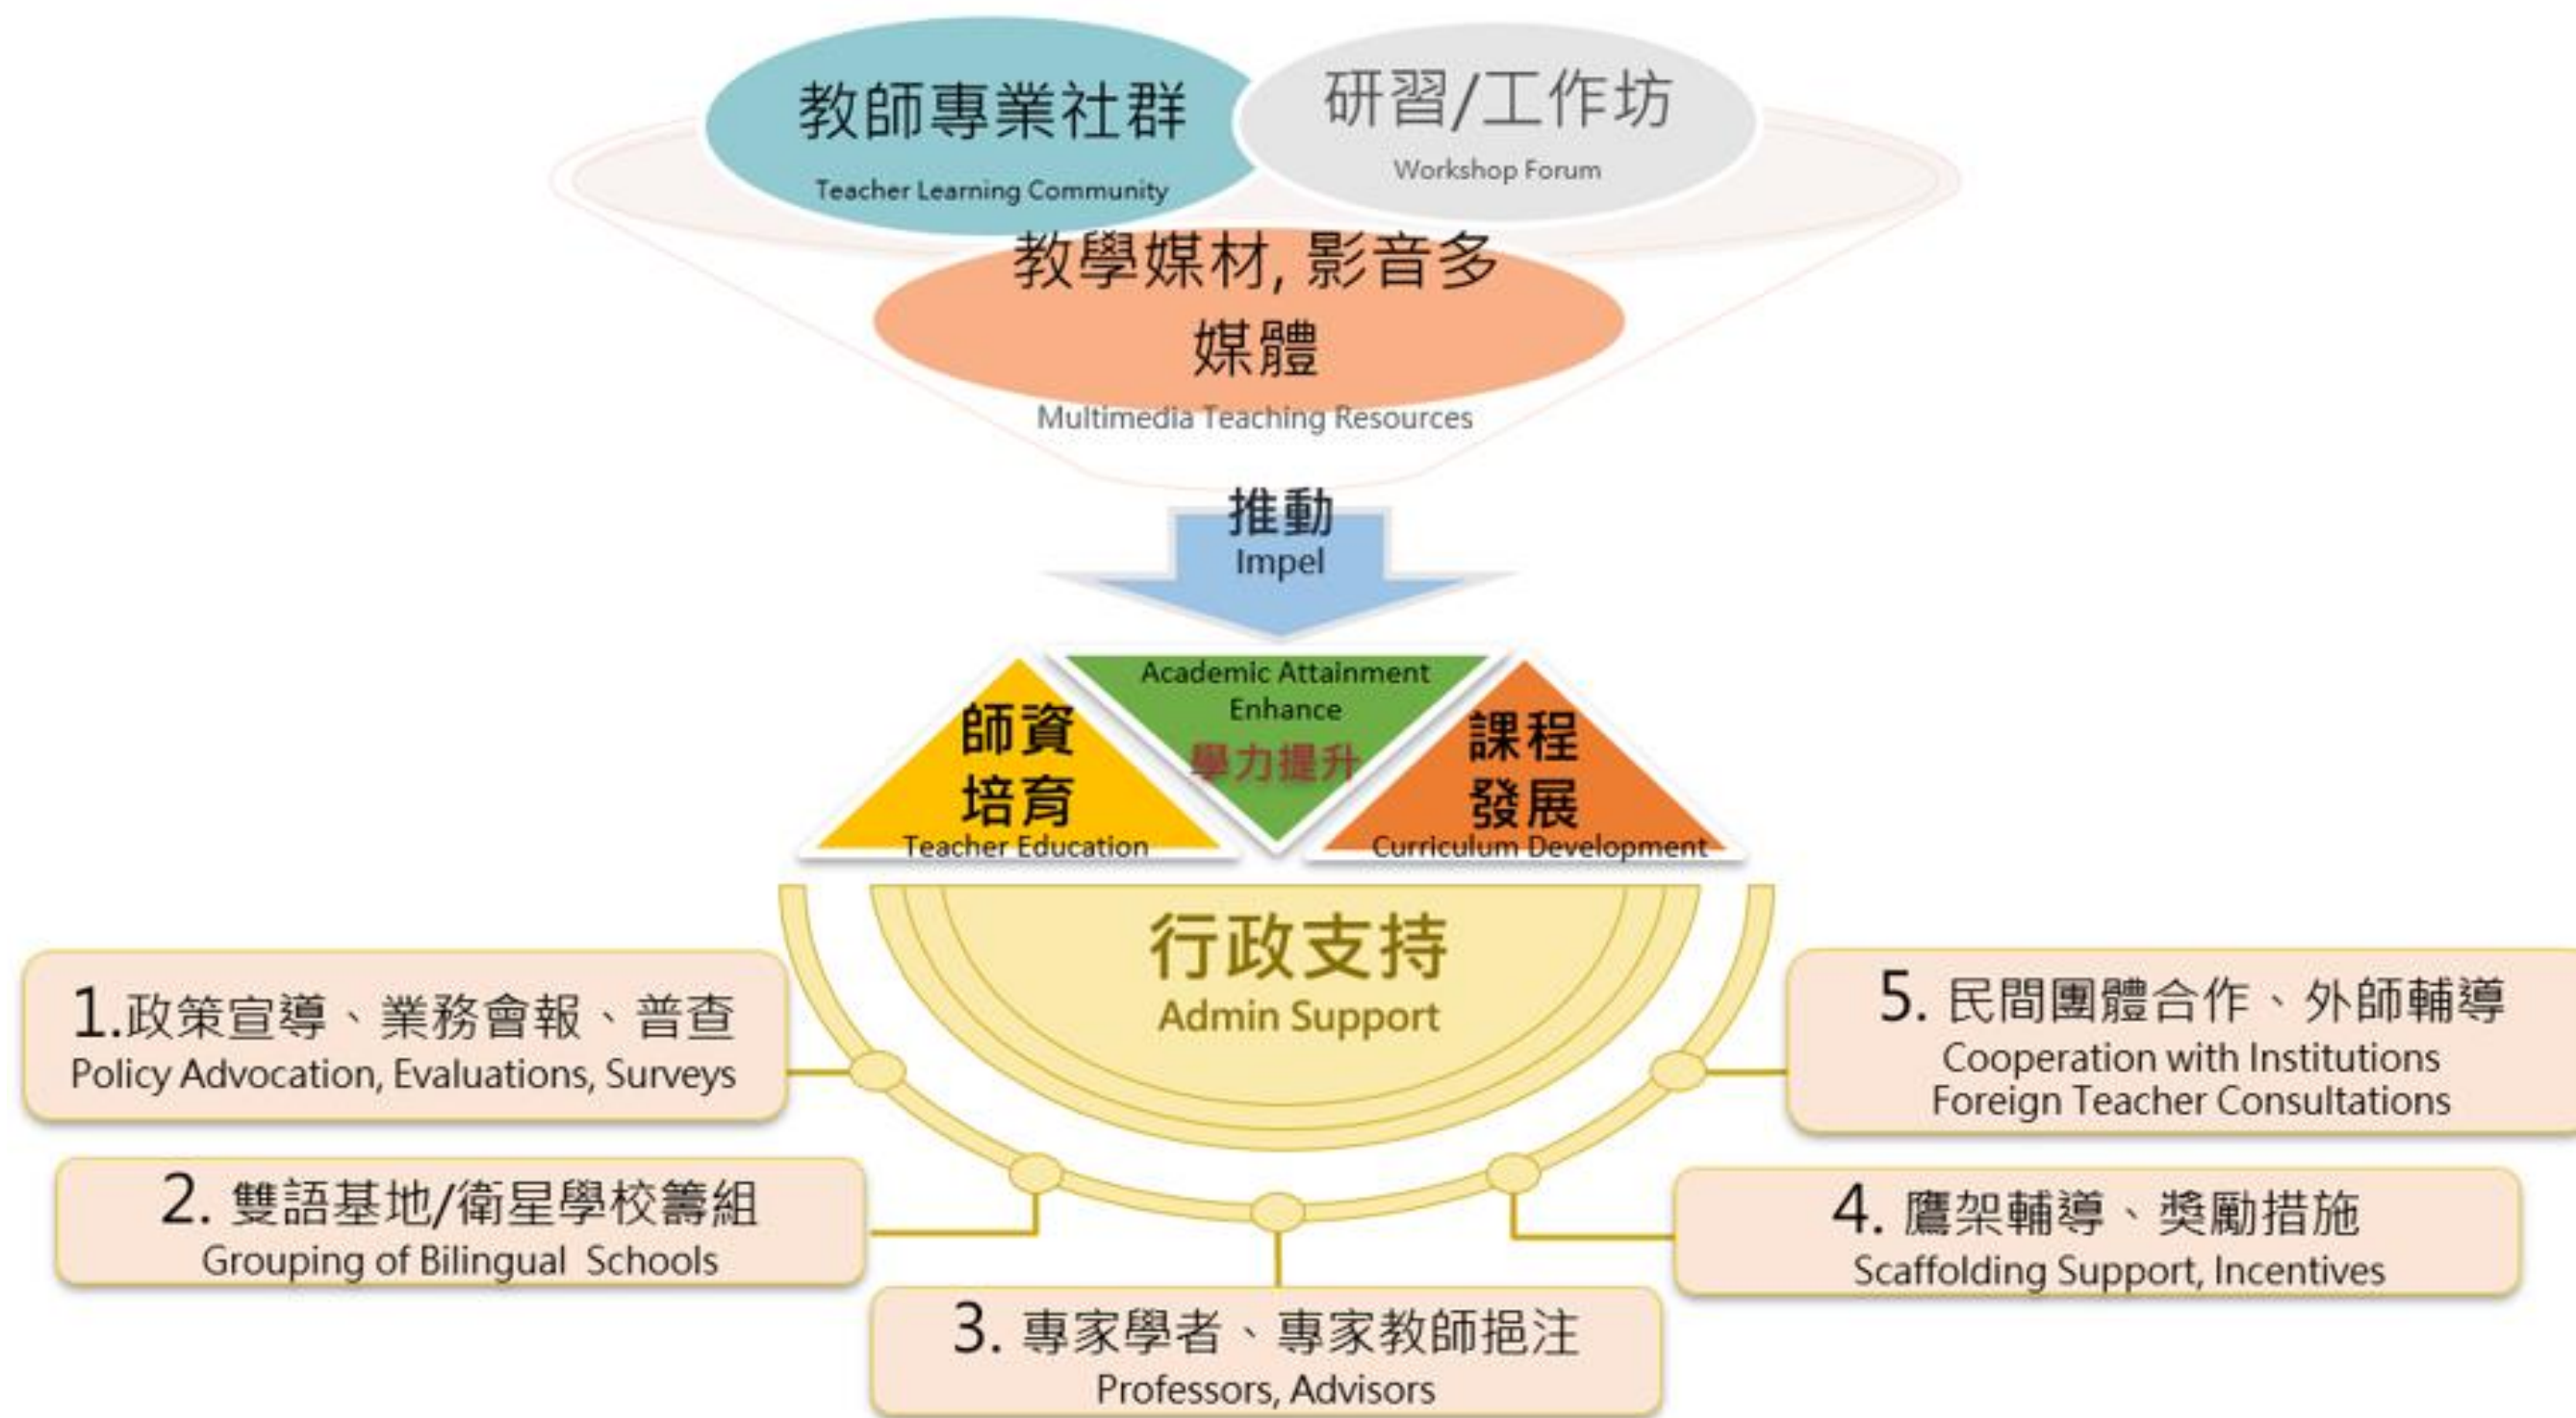 教師專業社群
Teacher Learning Community
研習/工作坊
Workshop Forum
教學媒材, 影音多
媒體
Multimedia Teaching Resources
推動
Impel
師資
培育
Teacher Education
Academic Attainment
Enhance
學力提升
課程
發展
Curriculum Development
行政支持
Admin Support
1.政策宣導、業務會報、普查
Policy Advocation, Evaluations, Surveys
2. 雙語基地/衛星學校籌組
Grouping of Bilingual Schools
3. 專家學者、專家教師挹注
Professors, Advisors
4. 鷹架輔導、獎勵措施
Scaffolding Support, Incentives
5. 民間團體合作、外師輔導
Cooperation with Institutions
Foreign Teacher Consultations